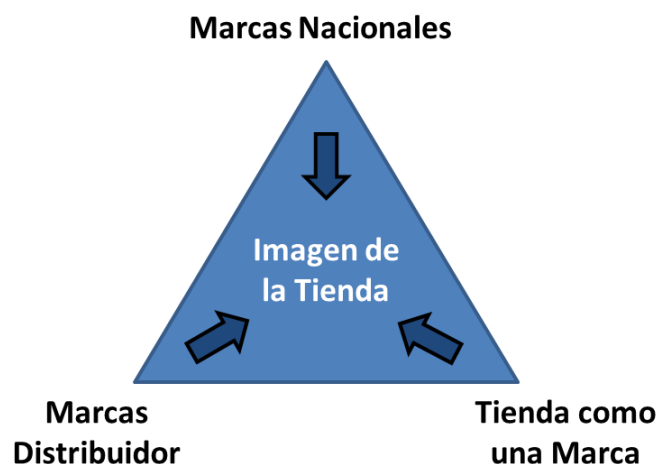 Marcas Nacionales
Imagen de
la Tienda
Marcas
Distribuidor
Tienda como
una Marca